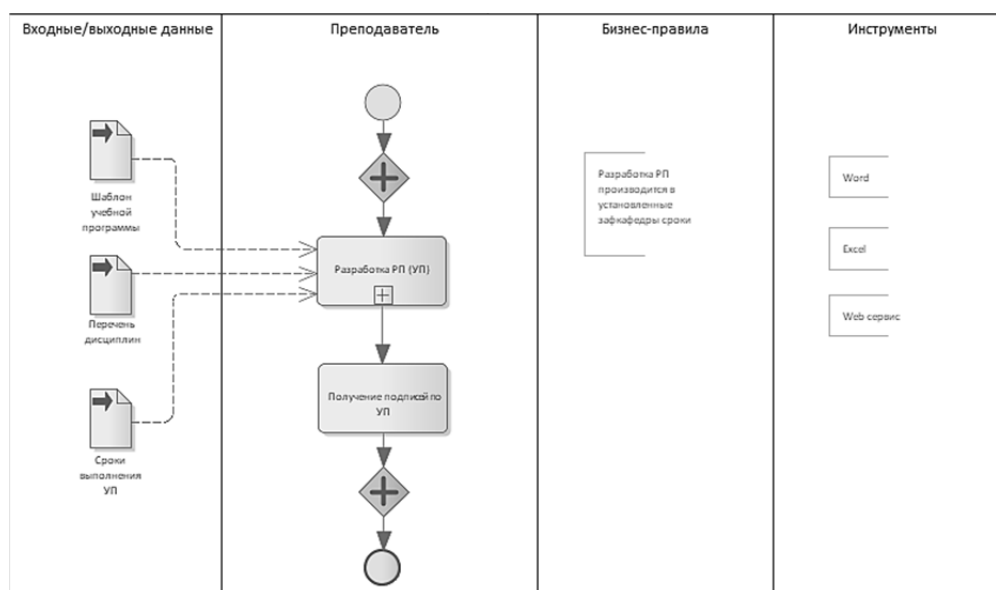 Входные/выходные данные
Преподаватель
Бизнес-правила
Инструменты
Шаблон
учебной
программы
Перечень
дисциплин
Сроки
выполнения
УП
Разработка РП (УП)
Получение подписей по
УП
Разработка РП
производится в
установленные
зафкафедры сроки
Word
Excel
Web сервис